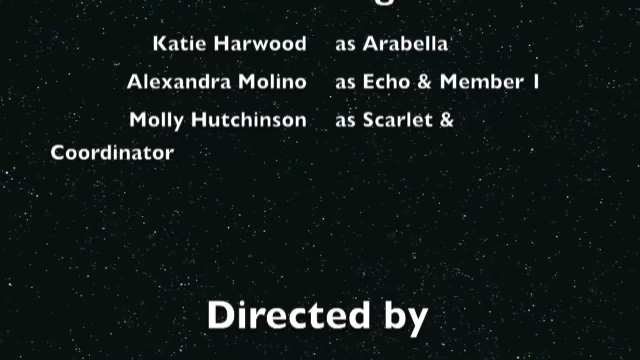 Katie Harwood as Arabella
Alexandra Molino as Echo & Member 1
Molly Hutchinson as Scarlet &
Coordinator
Directed by